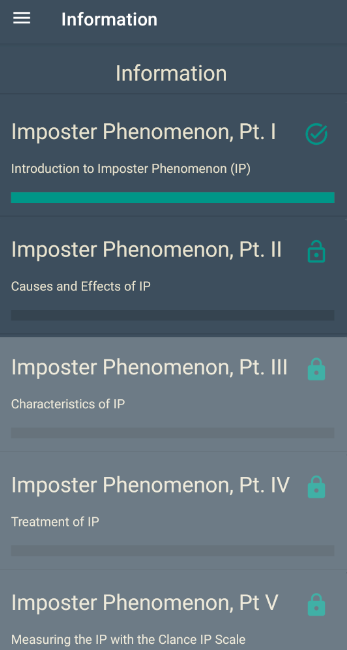 Information
Information
Imposter Phenomenon, Pt. I
Introduction to Imposter Phenomenon (IP)
Imposter Phenomenon, Pt. II
Causes and Effects of IP
Imposter Phenomenon, Pt. III
Characteristics of IP
Imposter Phenomenon, Pt. IV
Treatment of IP
Imposter Phenomenon, Pt V
Measuring the IP with the Clance IP Scale